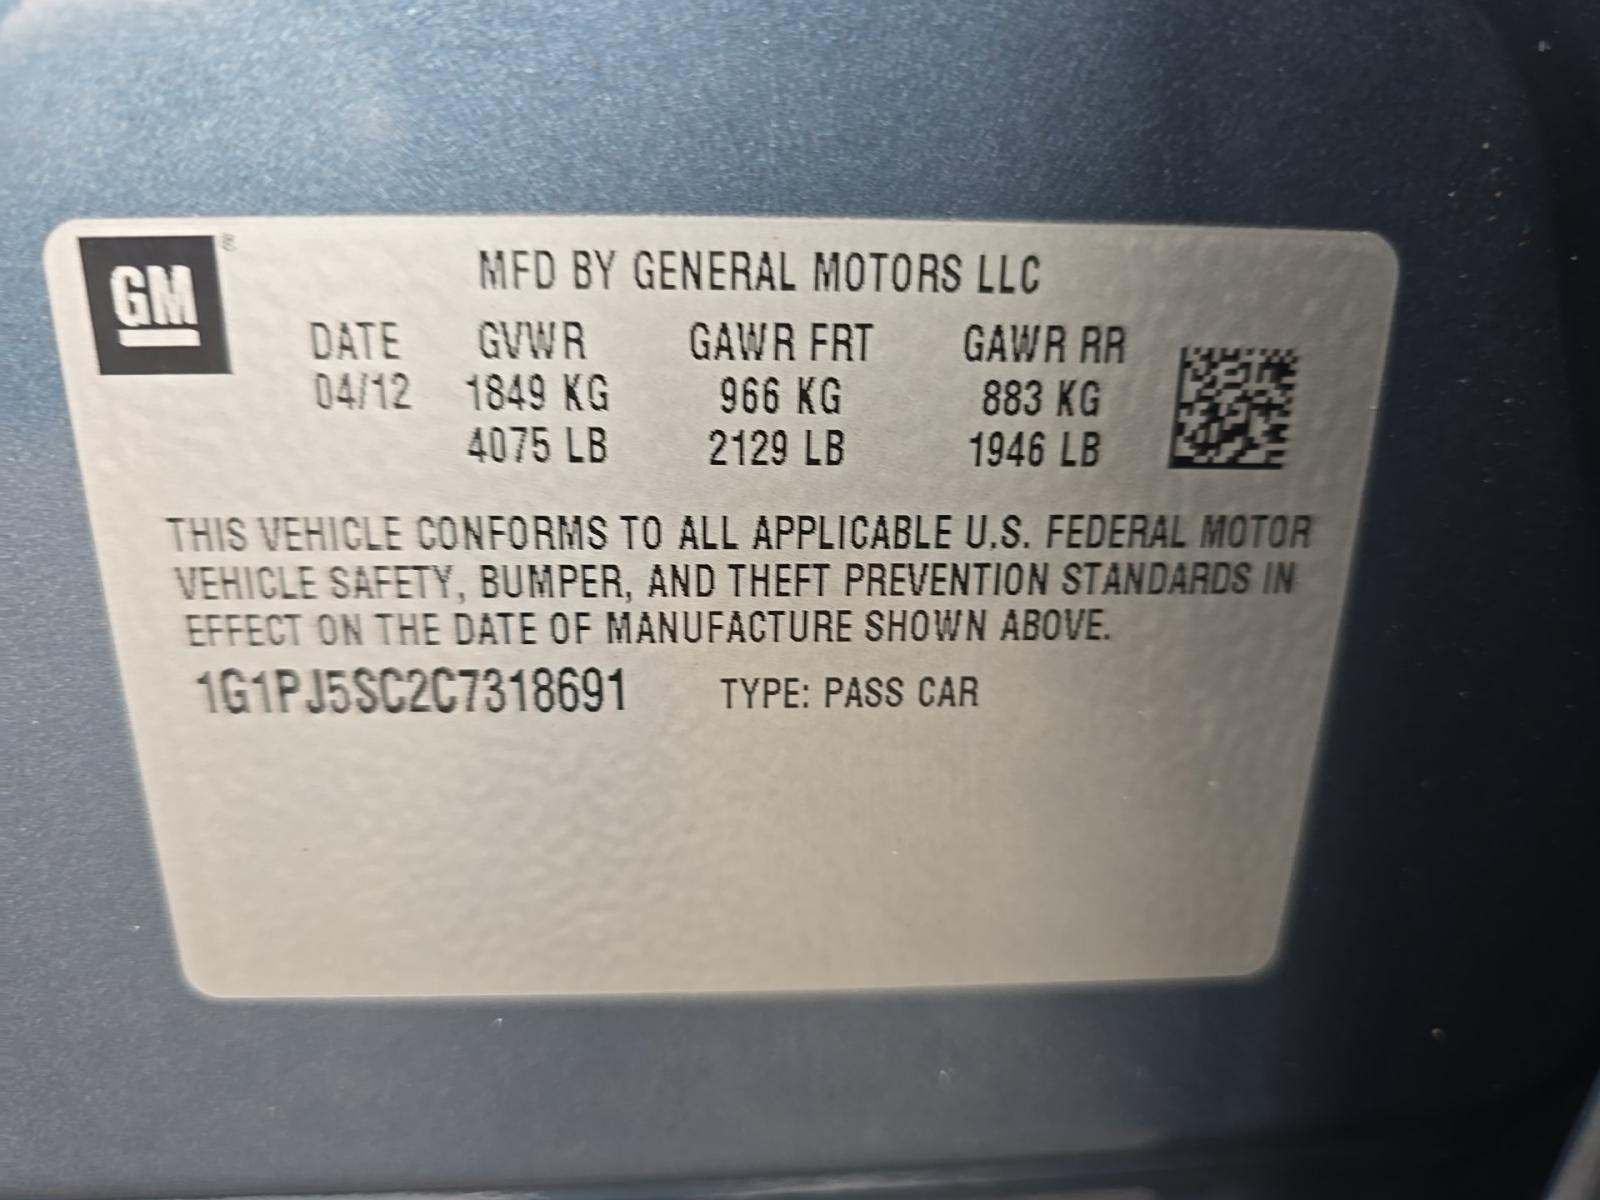 GM ®
MFD BY GENERAL MOTORS LLC
DATE GVWR GAWR FRT GAWR RR
04/12 1849 KG 966 KG 883 KG
4075 LB 2129 LB 1946 LB
THIS VEHICLE CONFORMS TO ALL APPLICABLE U.S. FEDERAL MOTOR
VEHICLE SAFETY, BUMPER, AND THEFT PREVENTION STANDARDS IN
EFFECT ON THE DATE OF MANUFACTURE SHOWN ABOVE.
1G1PJ5SC2C7318691 TYPE: PASS CAR